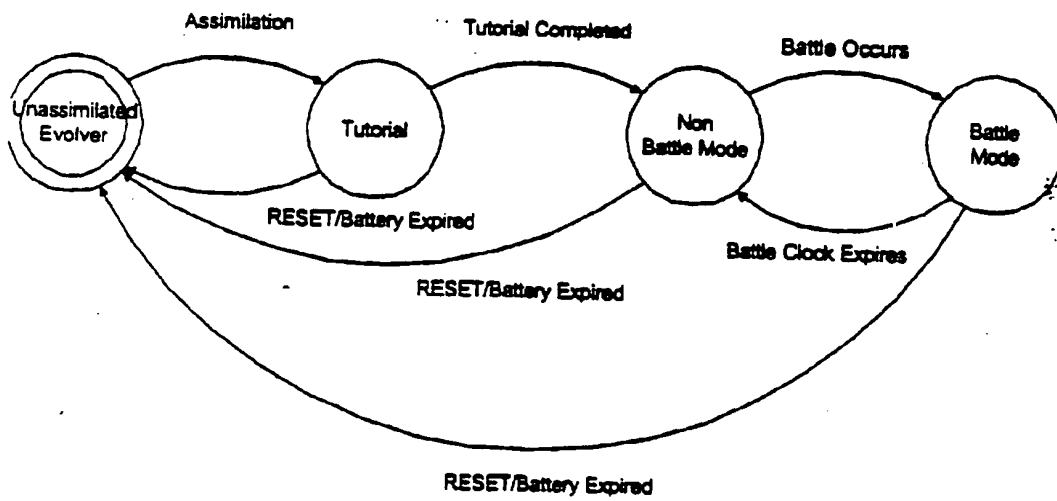 Assimilation
Tutorial Completed
Battle Occurs
Unassimilated
Evolver
Tutorial
Non
Battle Mode
Battle
Mode
RESET/Battery Expired
Battle Clock Expires
RESET/Battery Expired
RESET/Battery Expired